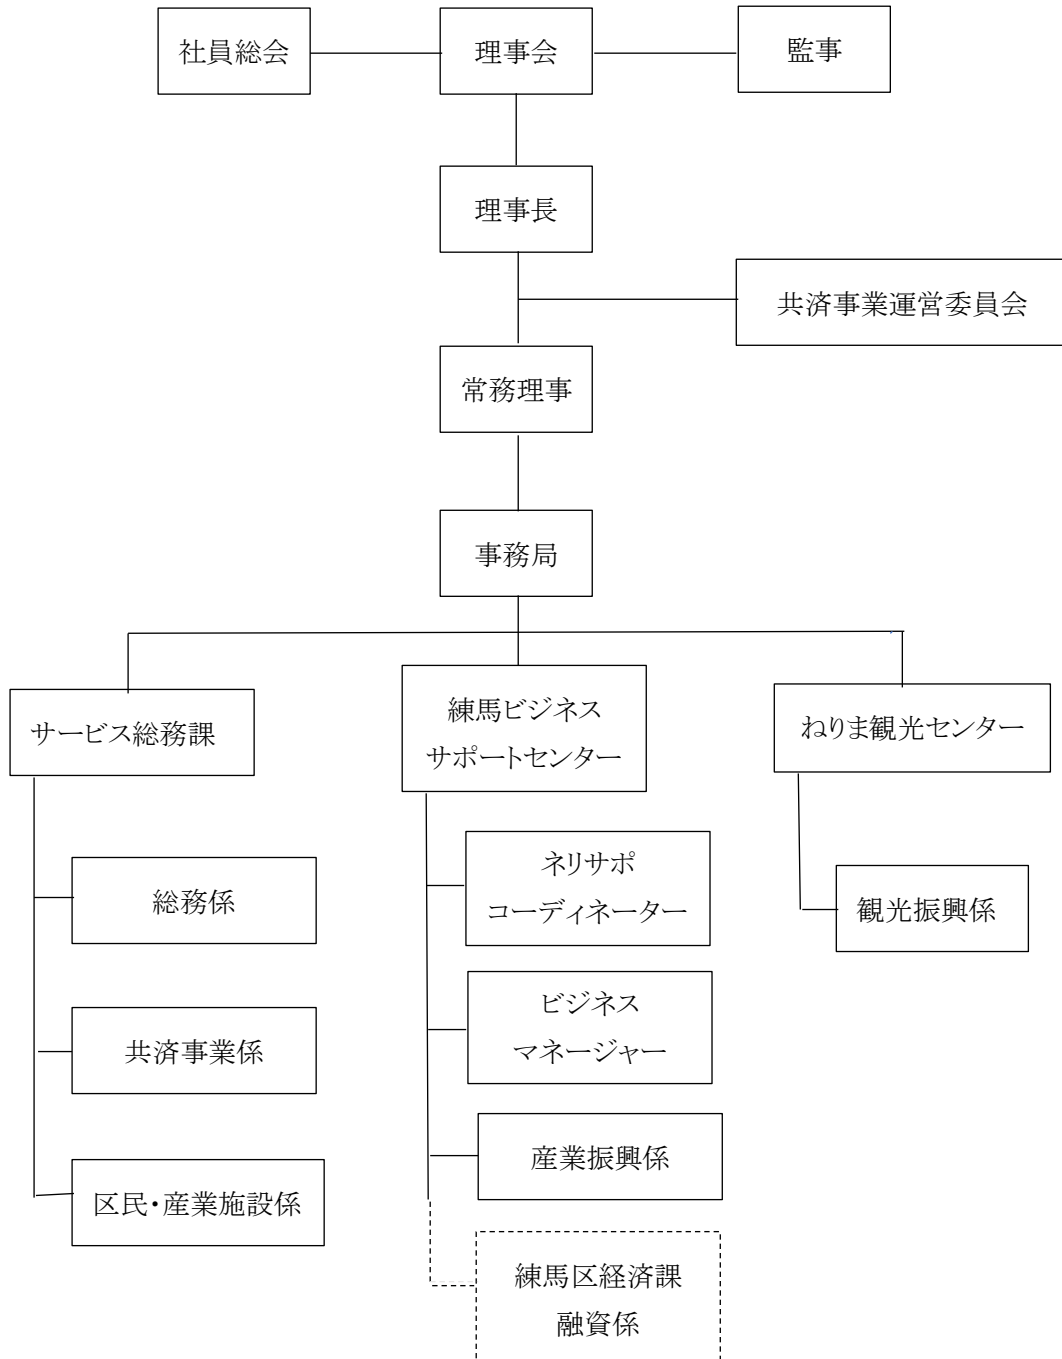 社員総会
理事会
監事
理事長
共済事業運営委員会
常務理事
事務局
サービス総務課
練馬ビジネス
サポートセンター
ねりま観光センター
総務係
共済事業係
区民・産業施設係
ネリサポ
コーディネーター
ビジネス
マネージャー
産業振興係
練馬区経済課
融資係
観光振興係